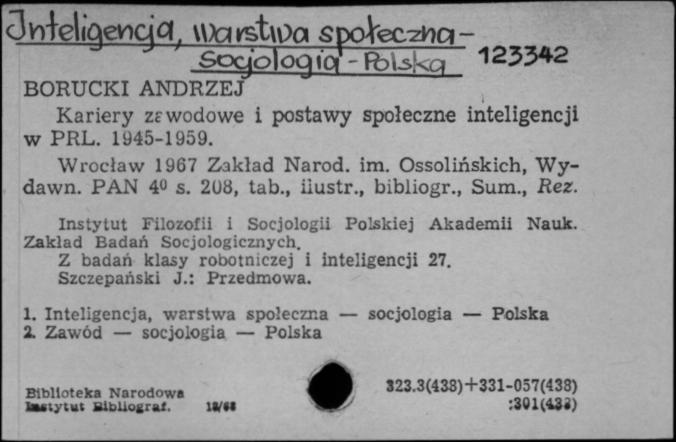 Inteligencja, warstwa społeczna-
socjologia - Polska 123342
BORUCKI ANDRZEJ
Kariery zawodowe i postawy społeczne inteligencji
w PRL. 1945-1959.
Wrocław 1967 Zakład Narod. im. Ossolińskich, Wy-
dawn. PAN 4⁰ s. 208, tab., ilustr., bibliogr., Sum., Rez.
Instytut Filozofii i Socjologii Polskiej Akademii Nauk.
Zakład Badań Socjologicznych.
Z badań klasy robotniczej i inteligencji 27.
Szczepański J.: Przedmowa.
1. Inteligencja, warstwa społeczna — socjologia — Polska
2. Zawód — socjologia — Polska
Biblioteka Narodowa 323.3(438)+331-057(438)
Instytut Bibliograf. 12/68 :301(438)